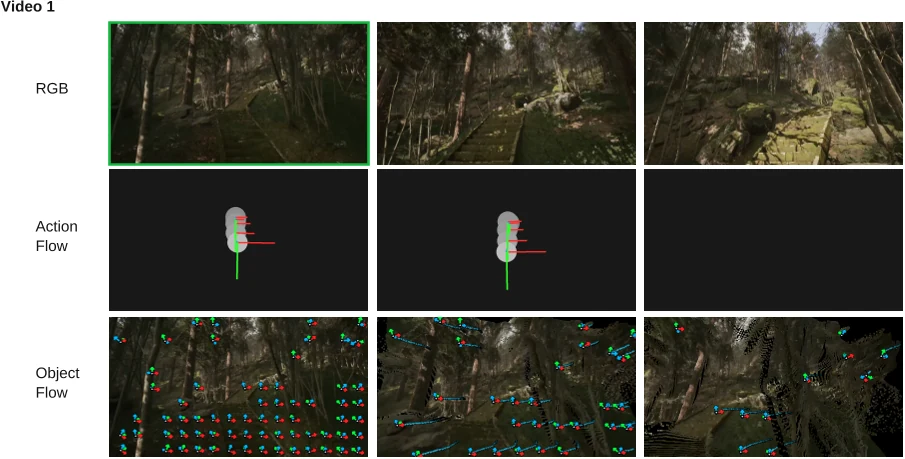 Video 1
RGB
Action
Flow
Object
Flow